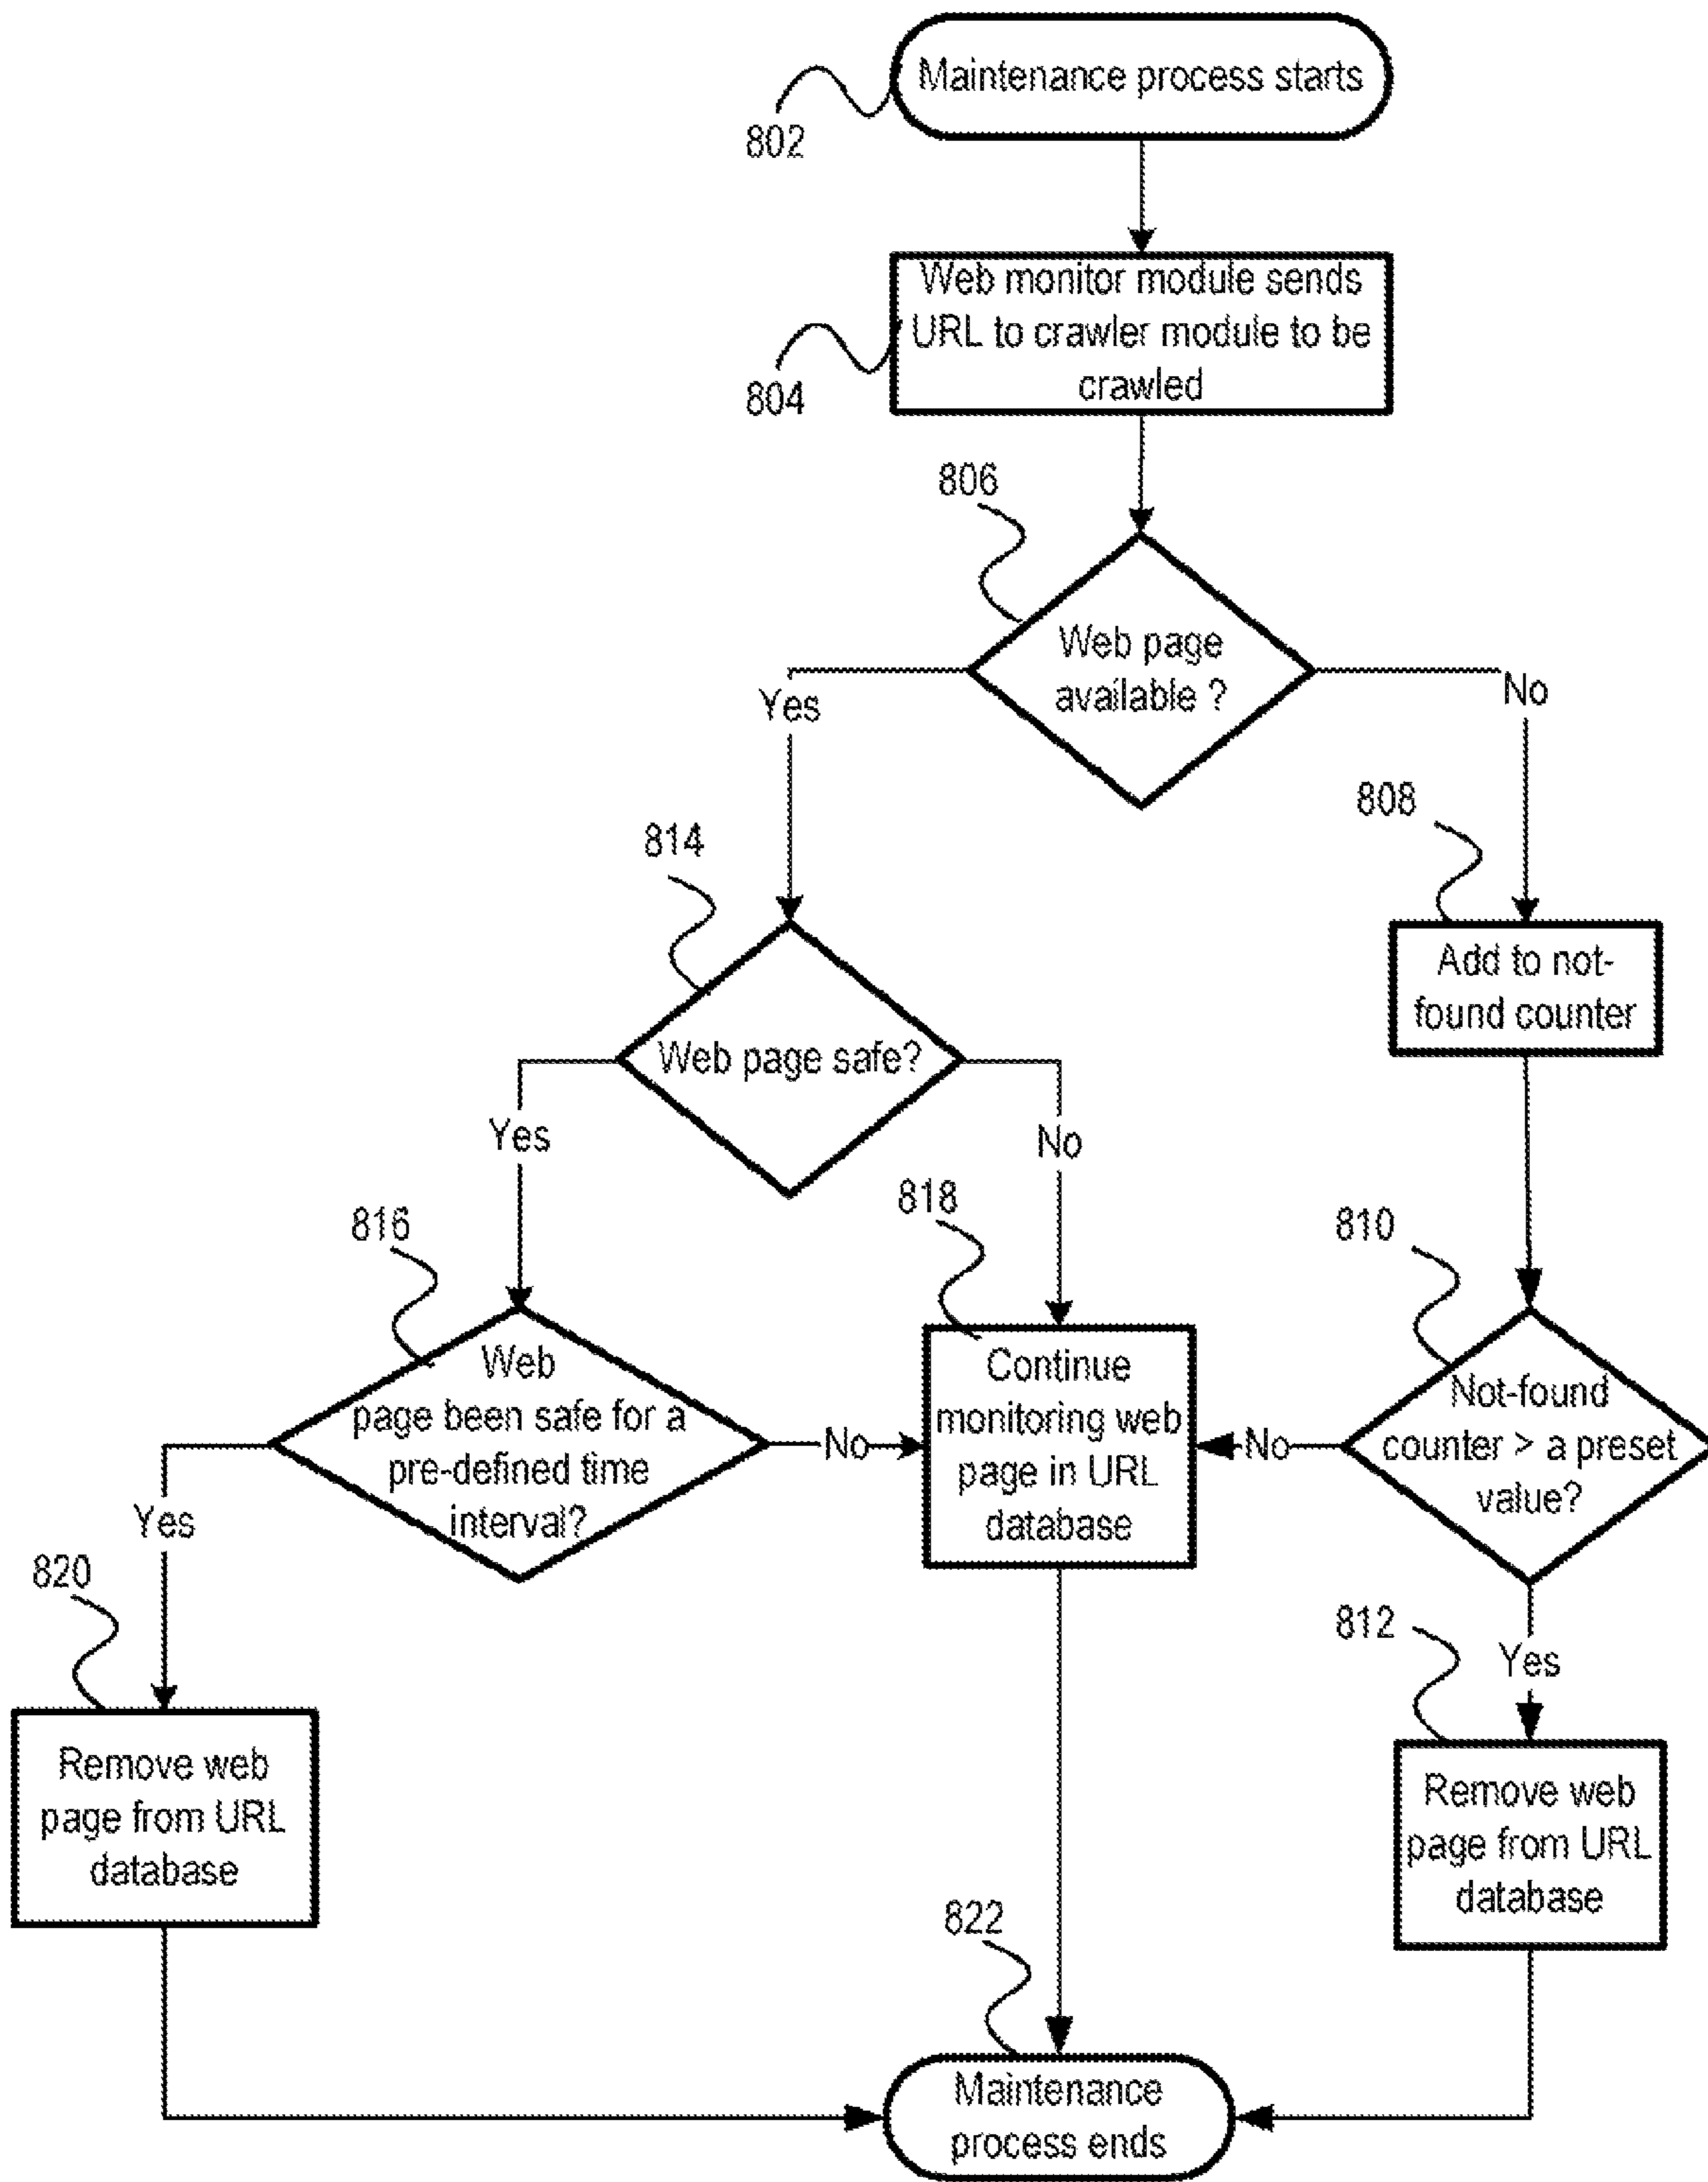 Maintenance process starts
802
Web monitor module sends
URL to crawler module to be
crawled
804
806
Web page
available ?
Yes
No
808
814
Add to not-
found counter
Web page safe?
Yes
No
818
816
810
Web
page been safe for a
pre-defined time
interval?
No
Continue
monitoring web
page in URL
database
No
Not-found
counter > a preset
value?
Yes
820
812
Yes
Remove web
page from URL
database
Remove web
page from URL
database
822
Maintenance
process ends